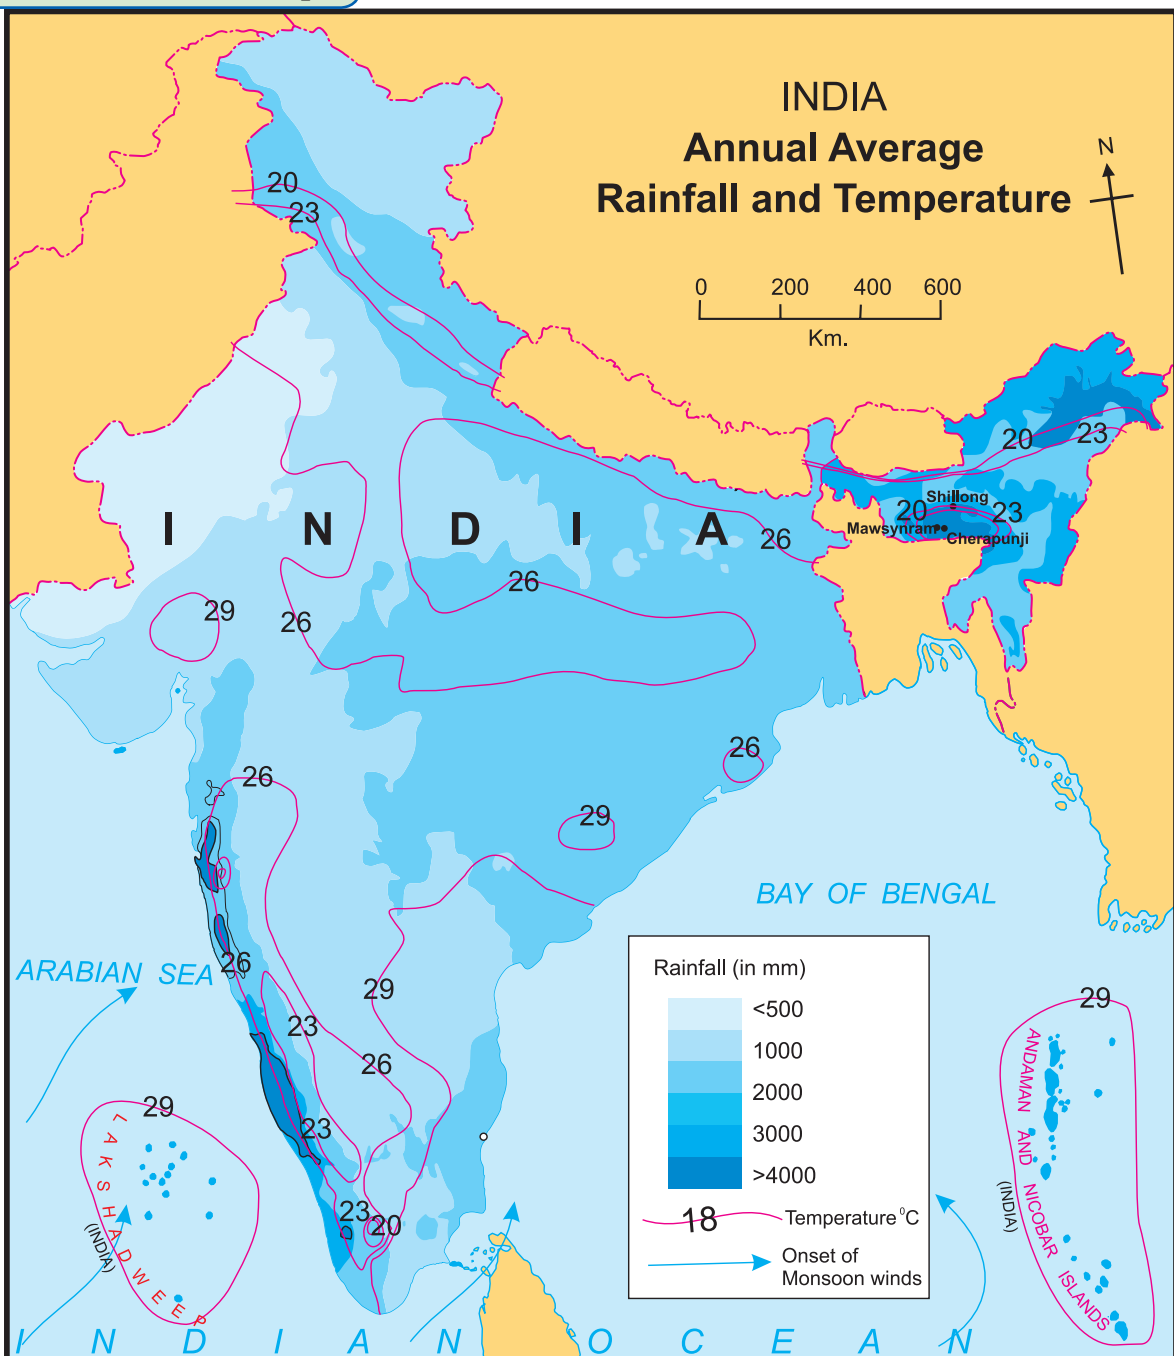 INDIA
Annual Average
Rainfall and Temperature
N
0 200 400 600
Km.
20
23
20
23
Shillong
20
23
Mawsynram
Cherapunji
I N D I A
26
26
29
26
26
26
29
BAY OF BENGAL
ARABIAN SEA
26
29
23
26
29
23
23
20
29
LAKSHADWEEP
(INDIA)
ANDAMAN AND NICOBAR ISLANDS
(INDIA)
Rainfall (in mm)
<500
1000
2000
3000
>4000
18 Temperature ⁰C
Onset of
Monsoon winds
I N D I A N O C E A N